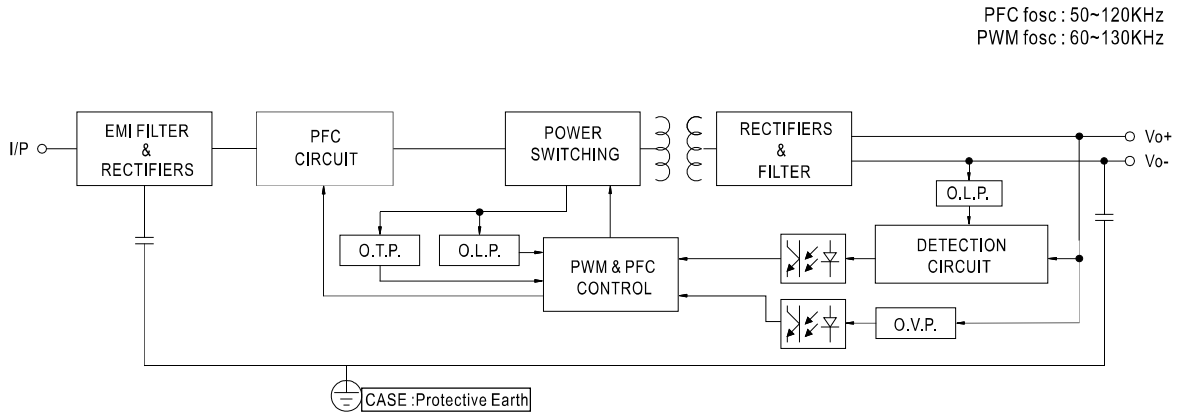 PFC fosc : 50~120KHz
PWM fosc : 60~130KHz
I/P
EMI FILTER
&
RECTIFIERS
PFC
CIRCUIT
POWER
SWITCHING
RECTIFIERS
&
FILTER
Vo+
Vo-
O.L.P.
O.T.P.
O.L.P.
PWM & PFC
CONTROL
DETECTION
CIRCUIT
O.V.P.
CASE :Protective Earth